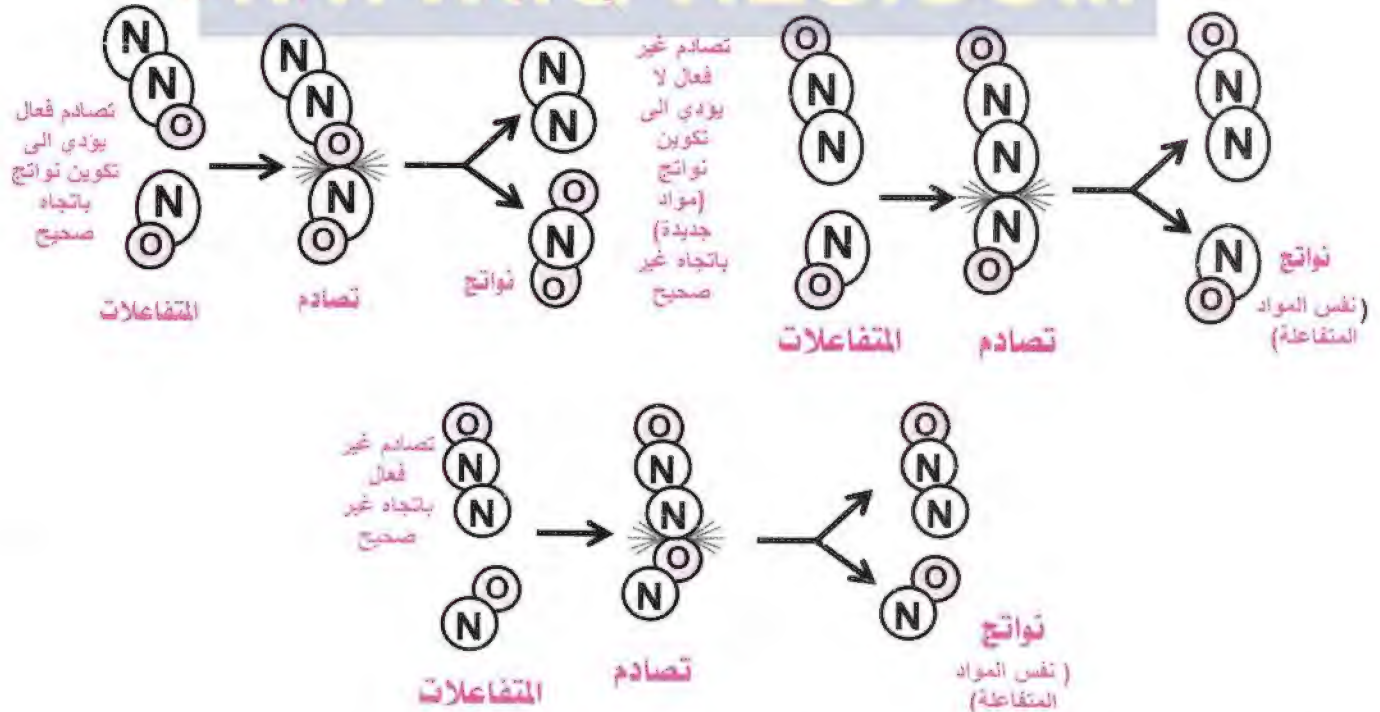 تصادم فعال
يؤدي الى
تكوين نواتج
باتجاه
صحيح
N
N
O
N
O
المتفاعلات
N
N
O
N
O
تصادم
N
N
O
N
O
نواتج
تصادم غير
فعال لا
يؤدي الى
تكوين
نواتج
(مواد
جديدة)
باتجاه غير
صحيح
O
N
N
N
O
المتفاعلات
O
N
N
N
O
تصادم
O
N
N
N
O
نواتج
(نفس المواد
المتفاعلة)
تصادم غير
فعال
باتجاه غير
صحيح
O
N
N
O
N
المتفاعلات
O
N
N
O
N
تصادم
O
N
N
O
N
نواتج
(نفس المواد
المتفاعلة)